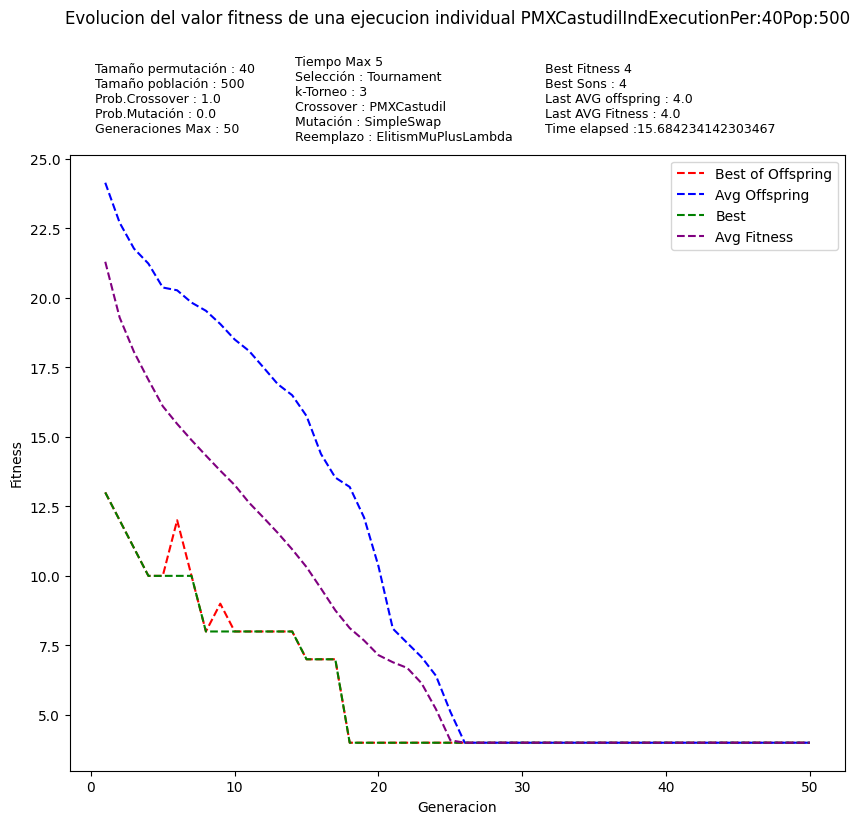 Evolucion del valor fitness de una ejecucion individual PMXCastudilIndExecutionPer:40Pop:500
Tamaño permutación : 40
Tamaño población : 500
Prob.Crossover : 1.0
Prob.Mutación : 0.0
Generaciones Max : 50
Tiempo Max 5
Selección : Tournament
k-Torneo : 3
Crossover : PMXCastudil
Mutación : SimpleSwap
Reemplazo : ElitismMuPlusLambda
Best Fitness 4
Best Sons : 4
Last AVG offspring : 4.0
Last AVG Fitness : 4.0
Time elapsed :15.684234142303467
25.0
22.5
20.0
17.5
15.0
12.5
10.0
7.5
5.0
Fitness
Best of Offspring
Avg Offspring
Best
Avg Fitness
0
10
20
30
40
50
Generacion